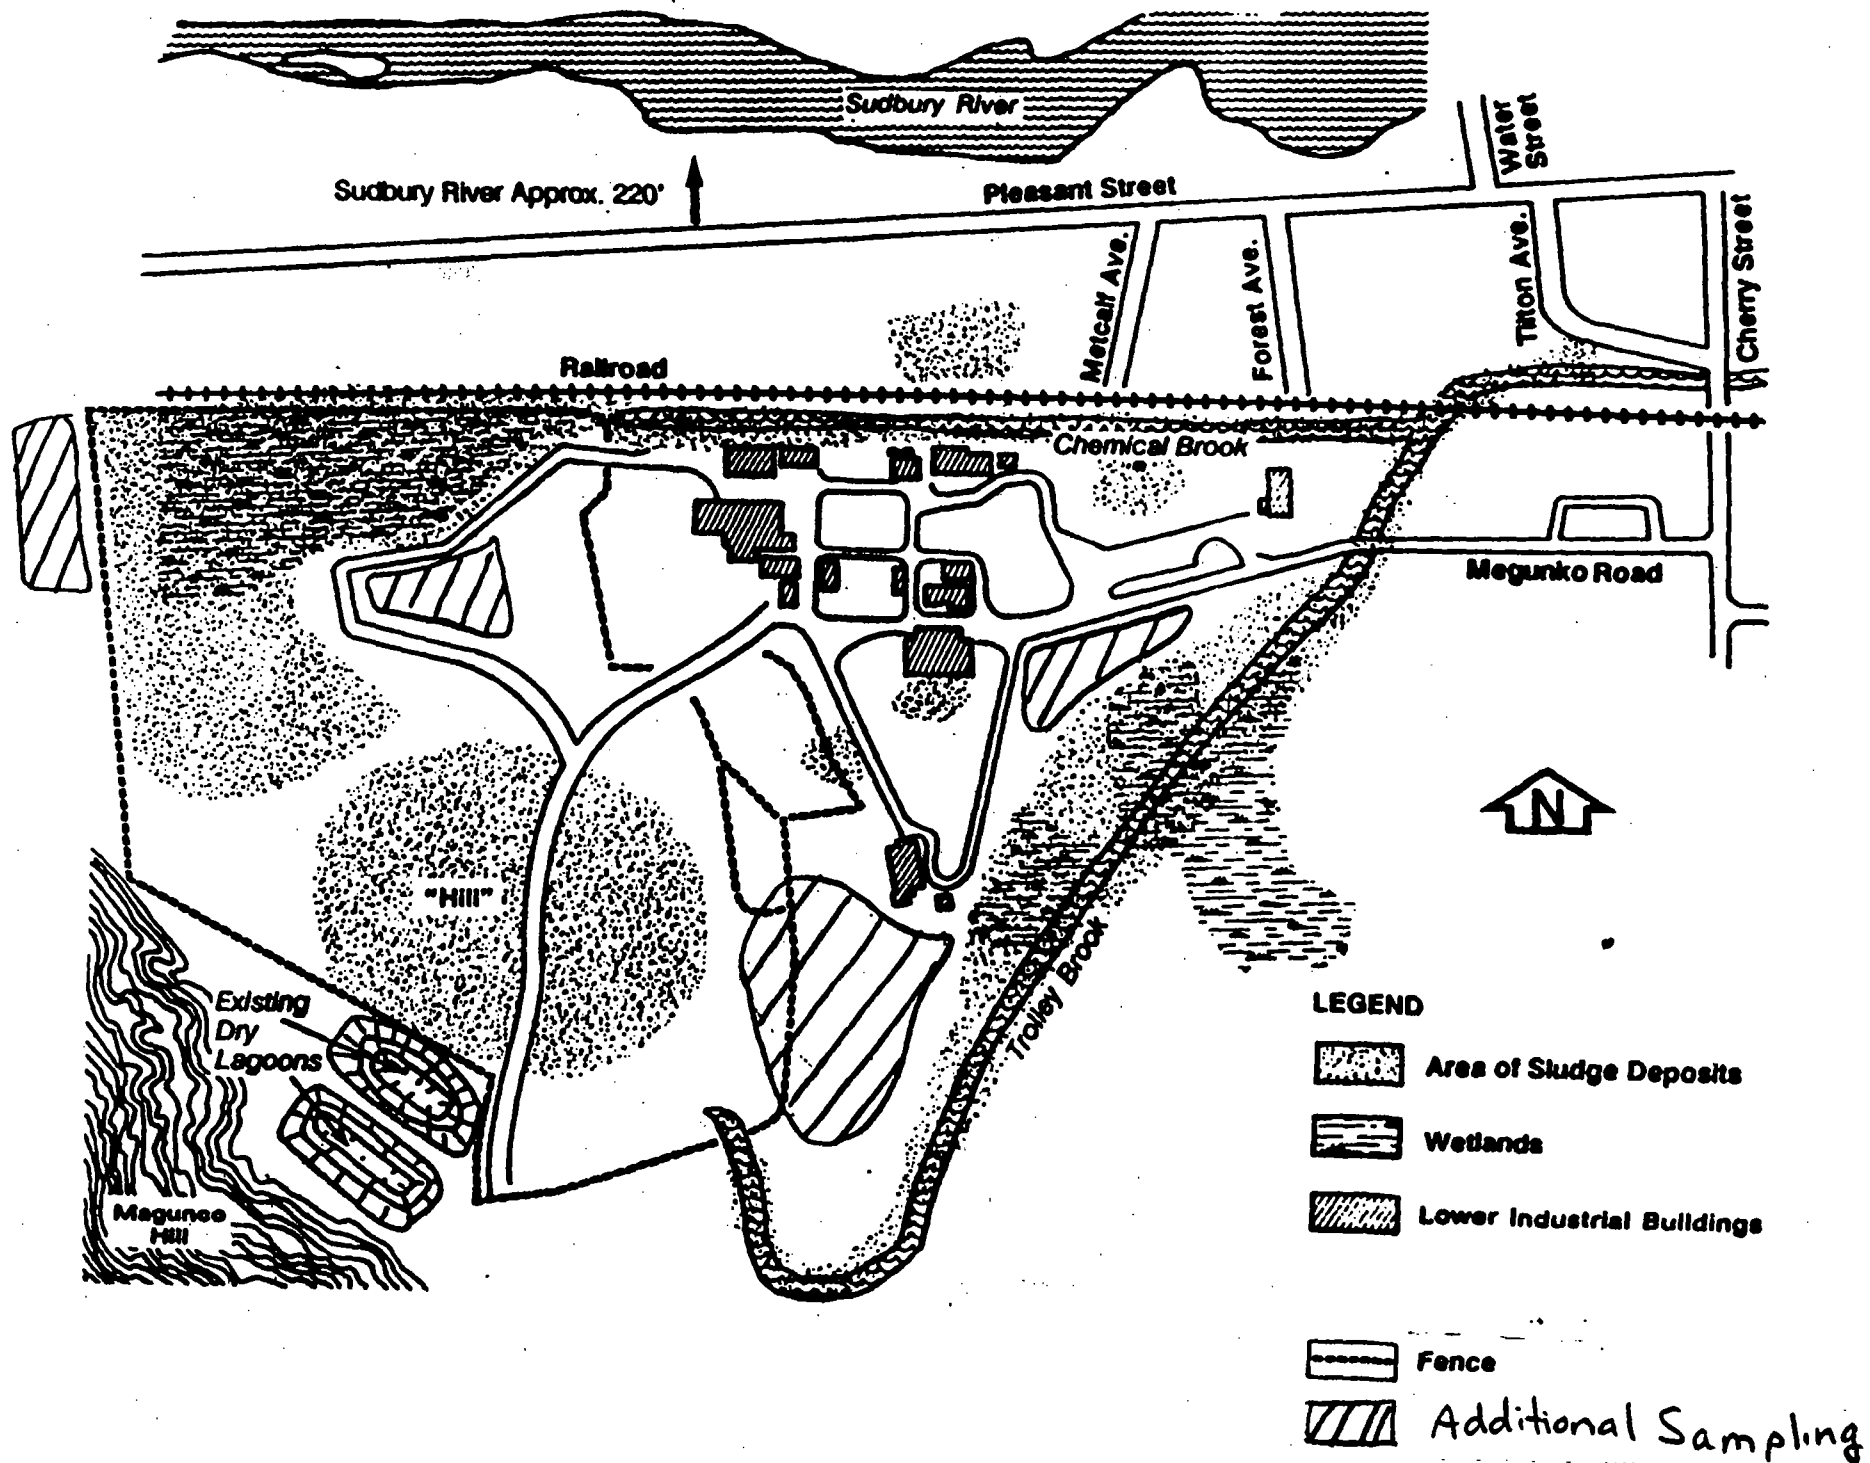 Sudbury River
Water
Street
Sudbury River Approx. 220'
Pleasant Street
Metcalf Ave.
Forest Ave.
Tilton Ave.
Cherry Street
Railroad
Chemical Brook
Megunko Road
"Hill"
N
Trolley Brook
Existing
Dry
Lagoons
Magunco
Hill
LEGEND
Area of Sludge Deposits
Wetlands
Lower Industrial Buildings
Fence
Additional Sampling